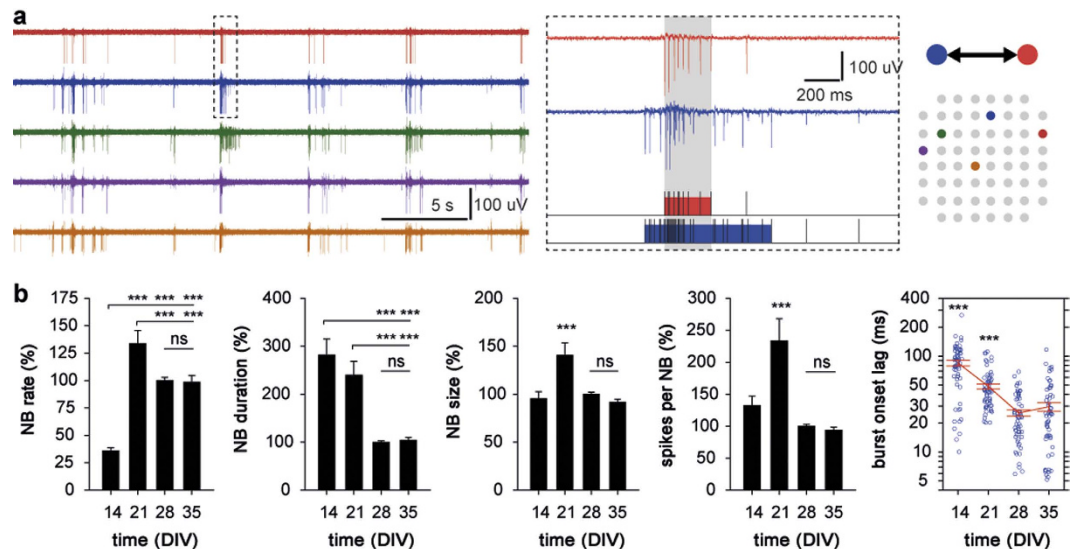 a
5 s
100 uV
100 uV
200 ms
b
NB rate (%)
175
150
125
100
75
50
25
0
*** *** ***
*** ***
ns
14 21 28 35
time (DIV)
NB duration (%)
400
300
200
100
0
*** ***
*** ***
ns
14 21 28 35
time (DIV)
NB size (%)
200
150
100
50
0
***
ns
14 21 28 35
time (DIV)
spikes per NB (%)
300
250
200
150
100
50
0
***
ns
14 21 28 35
time (DIV)
burst onset lag (ms)
400
200
100
50
30
20
10
5
***
***
14 21 28 35
time (DIV)